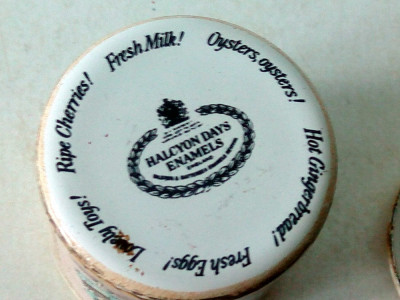 Fresh Milk!
Oysters, oysters!
Hot Gingerbread!
Fresh Eggs!
Lovely Toys!
Ripe Cherries!
HALCYON DAYS
ENAMELS